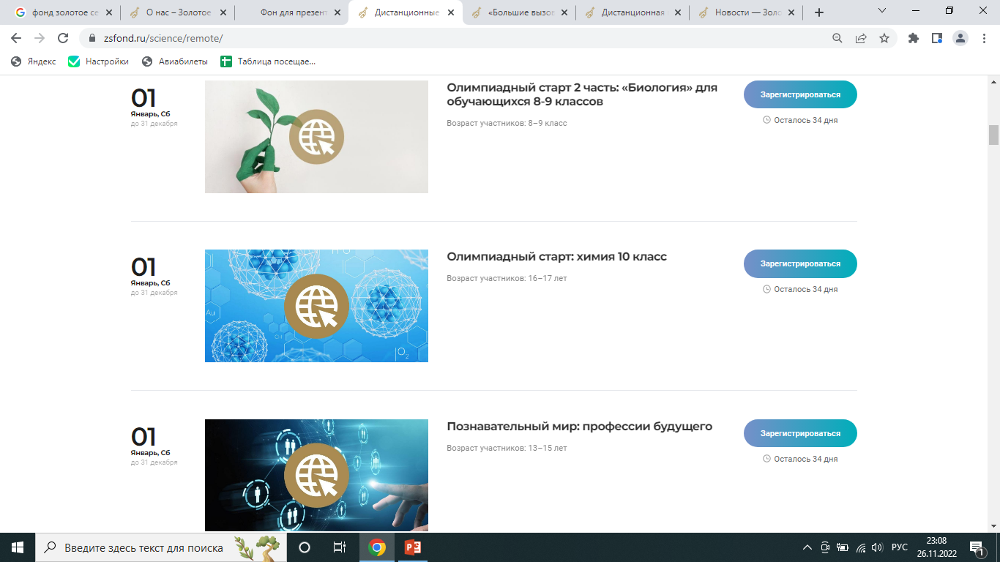 фонд золотое се
О нас – Золотое
Фон для презент
Дистанционные
«Большие вызов
Дистанционная
Новости — Золо
zsfond.ru/science/remote/
Яндекс
Настройки
Авиабилеты
Таблица посещае...
01
Январь, Сб
до 31 декабря
Олимпиадный старт 2 часть: «Биология» для
обучающихся 8-9 классов
Возраст участников: 8–9 класс
Зарегистрироваться
Осталось 34 дня
01
Январь, Сб
до 31 декабря
Au
CH
O2
Олимпиадный старт: химия 10 класс
Возраст участников: 16–17 лет
Зарегистрироваться
Осталось 34 дня
01
Январь, Сб
до 31 декабря
Познавательный мир: профессии будущего
Возраст участников: 13–15 лет
Зарегистрироваться
Осталось 34 дня
Введите здесь текст для поиска
РУС
23:08
26.11.2022
1